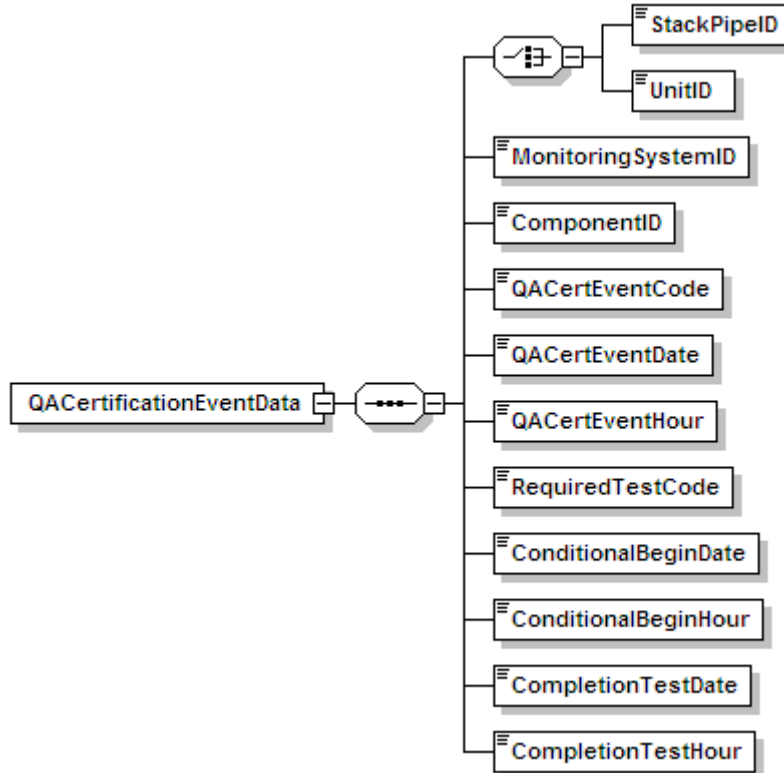 StackPipeID
UnitID
MonitoringSystemID
ComponentID
QACertEventCode
QACertEventDate
QACertificationEventData
QACertEventHour
RequiredTestCode
ConditionalBeginDate
ConditionalBeginHour
CompletionTestDate
CompletionTestHour